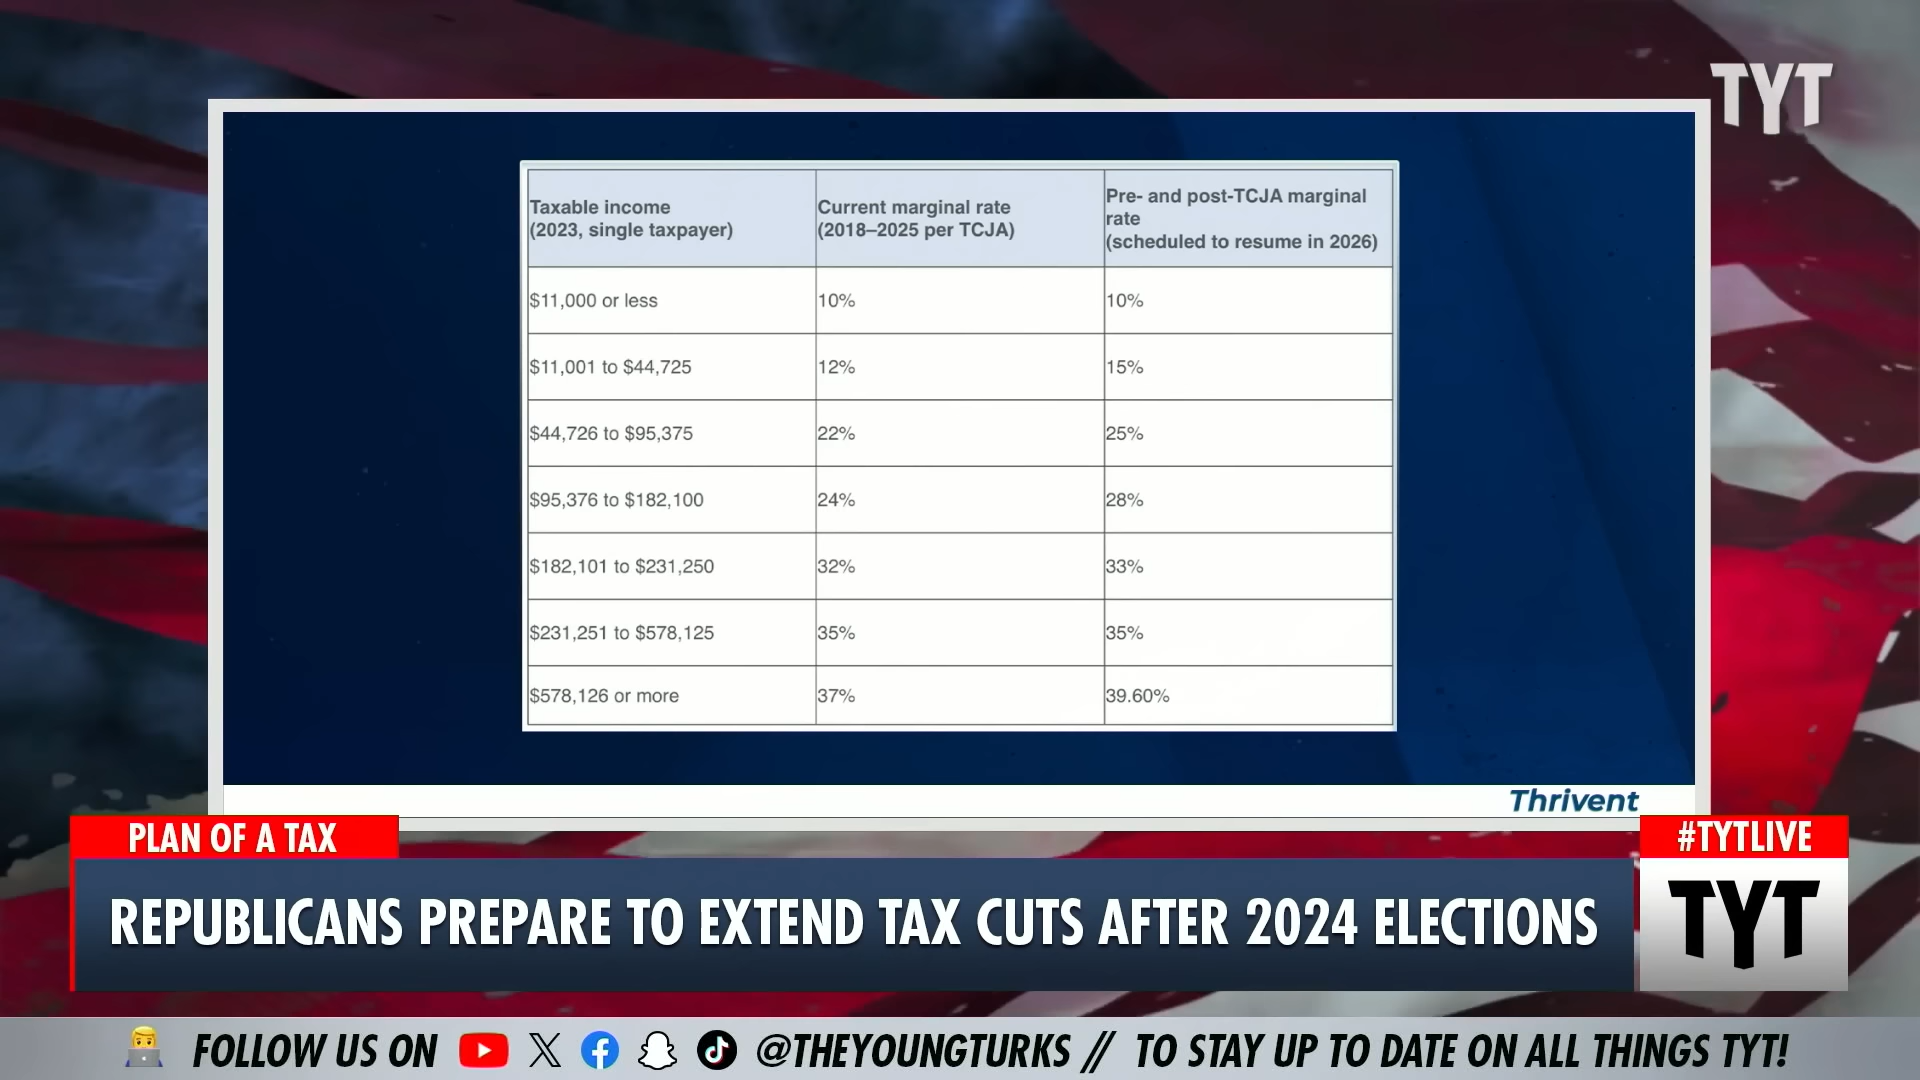 TYT
Taxable income
(2023, single taxpayer)
Current marginal rate
(2018–2025 per TCJA)
Pre- and post-TCJA marginal
rate
(scheduled to resume in 2026)
$11,000 or less
10%
10%
$11,001 to $44,725
12%
15%
$44,726 to $95,375
22%
25%
$95,376 to $182,100
24%
28%
$182,101 to $231,250
32%
33%
$231,251 to $578,125
35%
35%
$578,126 or more
37%
39.60%
Thrivent
PLAN OF A TAX
#TYTLIVE
REPUBLICANS PREPARE TO EXTEND TAX CUTS AFTER 2024 ELECTIONS
TYT
FOLLOW US ON @THEYOUNGTURKS // TO STAY UP TO DATE ON ALL THINGS TYT!